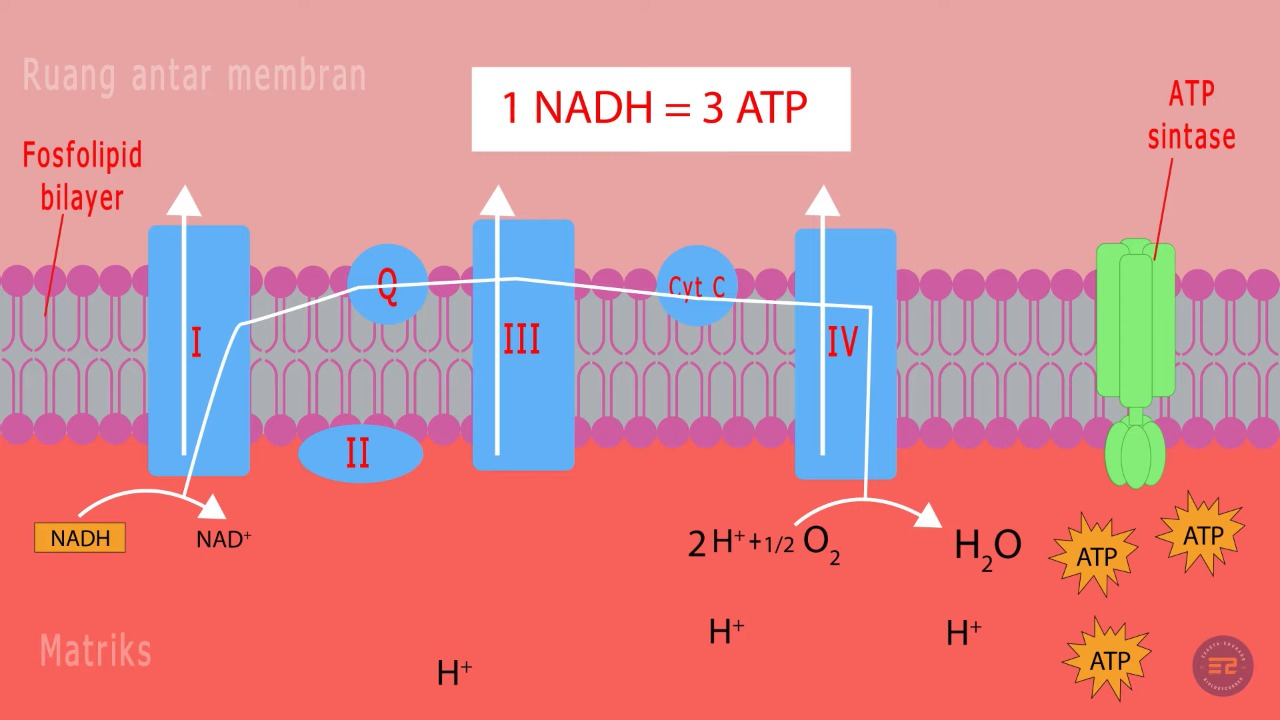 Ruang antar membran
1 NADH = 3 ATP
ATP
sintase
Fosfolipid
bilayer
Q
Cyt C
I
III
IV
II
NADH
NAD⁺
2 H⁺ + 1/2 O₂
H₂O
ATP
ATP
H⁺
H⁺
Matriks
H⁺
ATP